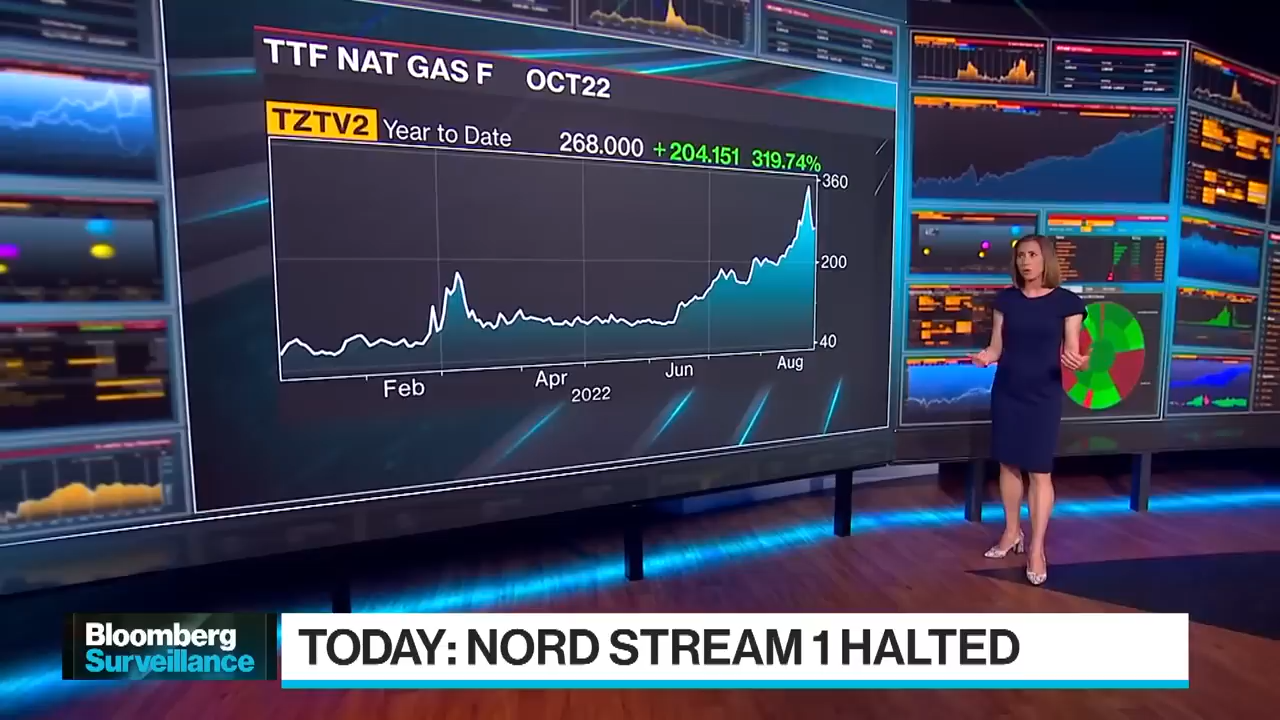 TTF NAT GAS F OCT22
TZTV2 Year to Date 268.000 +204.151 319.74%
360
200
40
Feb Apr Jun Aug
2022
Bloomberg
Surveillance
TODAY: NORD STREAM 1 HALTED